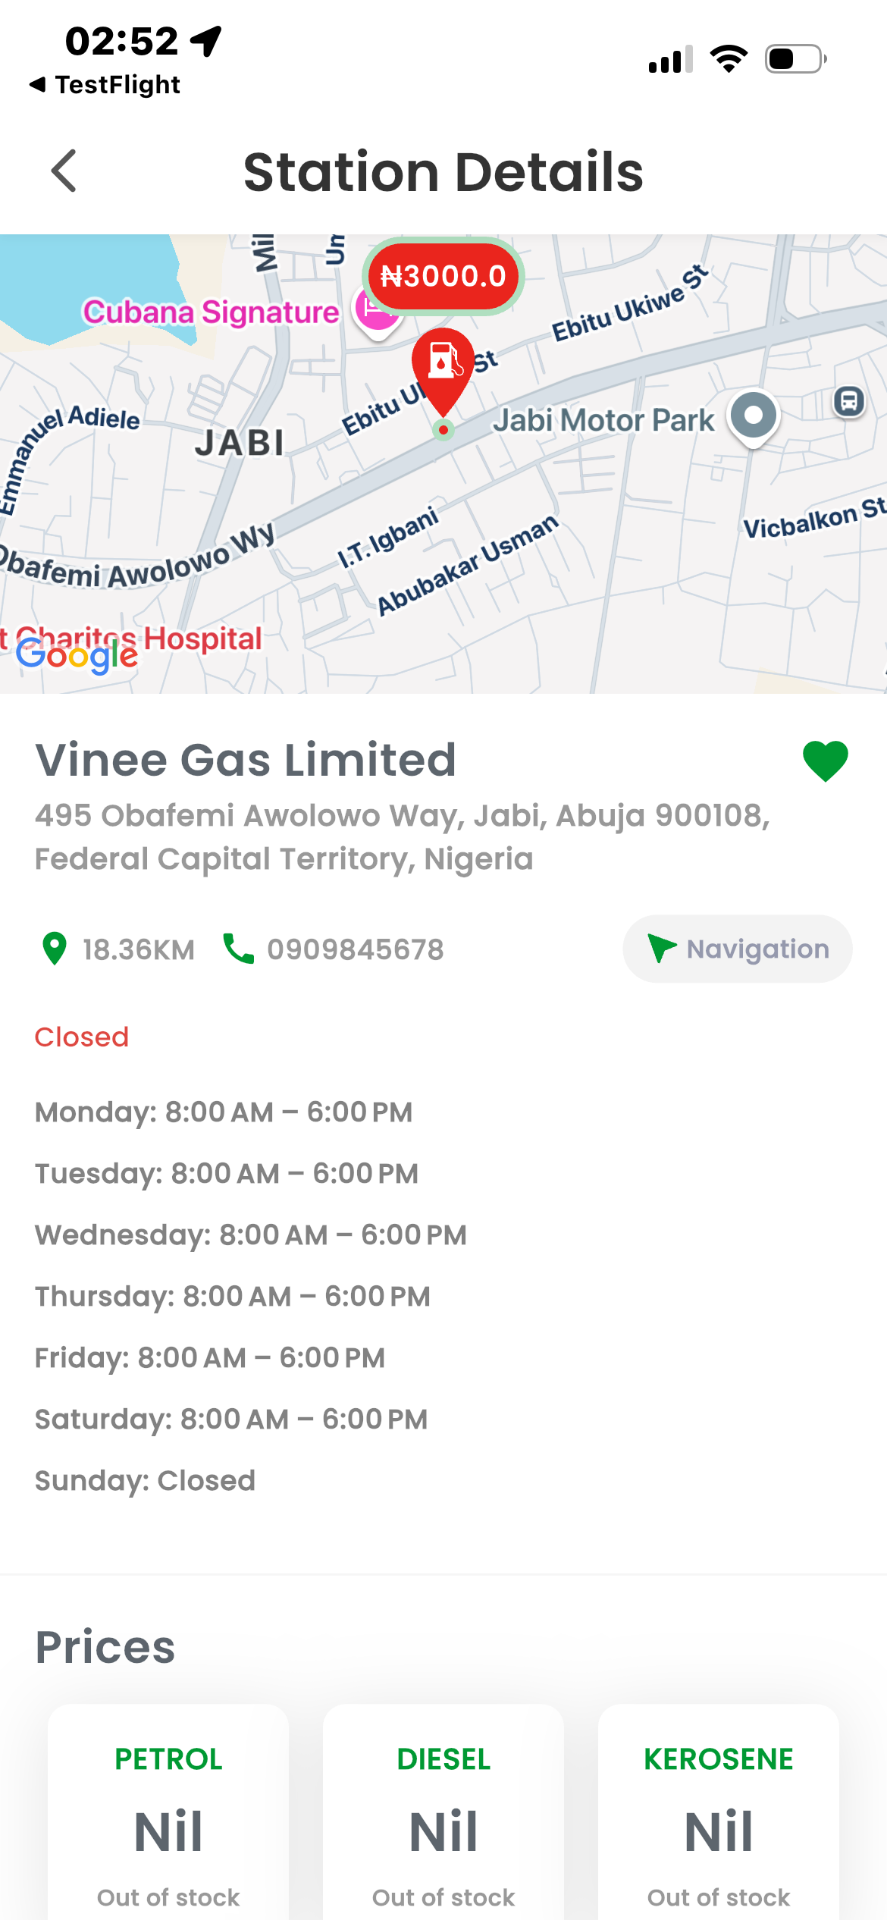 02:52
TestFlight
Station Details
Mil
Un
₦3000.0
Cubana Signature
Ebitu Ukiwe St
St
Ebitu U
Emmanuel Adiele
JABI
Jabi Motor Park
Obafemi Awolowo Wy
I.T. Igbani
Abubakar Usman
Vicbalkon St
t Charitos Hospital
Google
Vinee Gas Limited
495 Obafemi Awolowo Way, Jabi, Abuja 900108,
Federal Capital Territory, Nigeria
18.36KM 0909845678 Navigation
Closed
Monday: 8:00 AM – 6:00 PM
Tuesday: 8:00 AM – 6:00 PM
Wednesday: 8:00 AM – 6:00 PM
Thursday: 8:00 AM – 6:00 PM
Friday: 8:00 AM – 6:00 PM
Saturday: 8:00 AM – 6:00 PM
Sunday: Closed
Prices
PETROL DIESEL KEROSENE
Nil Nil Nil
Out of stock Out of stock Out of stock